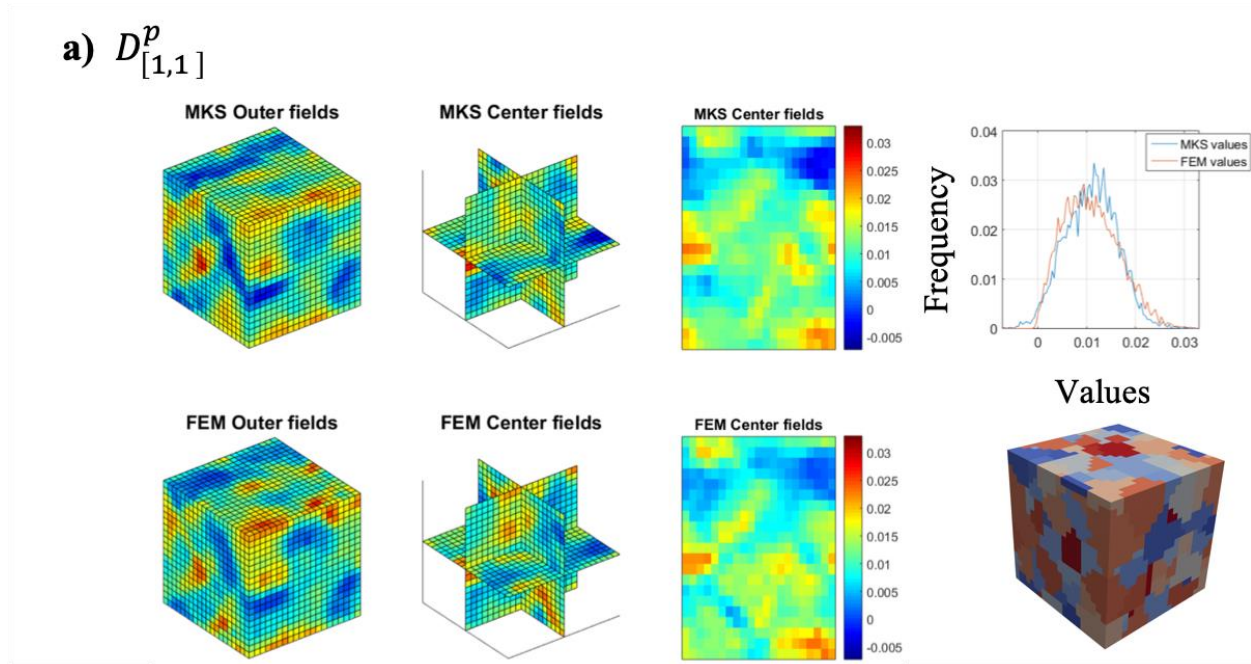 a) D^p_[1,1]
MKS Outer fields
MKS Center fields
MKS Center fields
0.03
0.025
0.02
0.015
0.01
0.005
0
-0.005
Frequency
0.04
0.03
0.02
0.01
0
MKS values
FEM values
0
0.01
0.02
0.03
Values
FEM Outer fields
FEM Center fields
FEM Center fields
0.03
0.025
0.02
0.015
0.01
0.005
0
-0.005